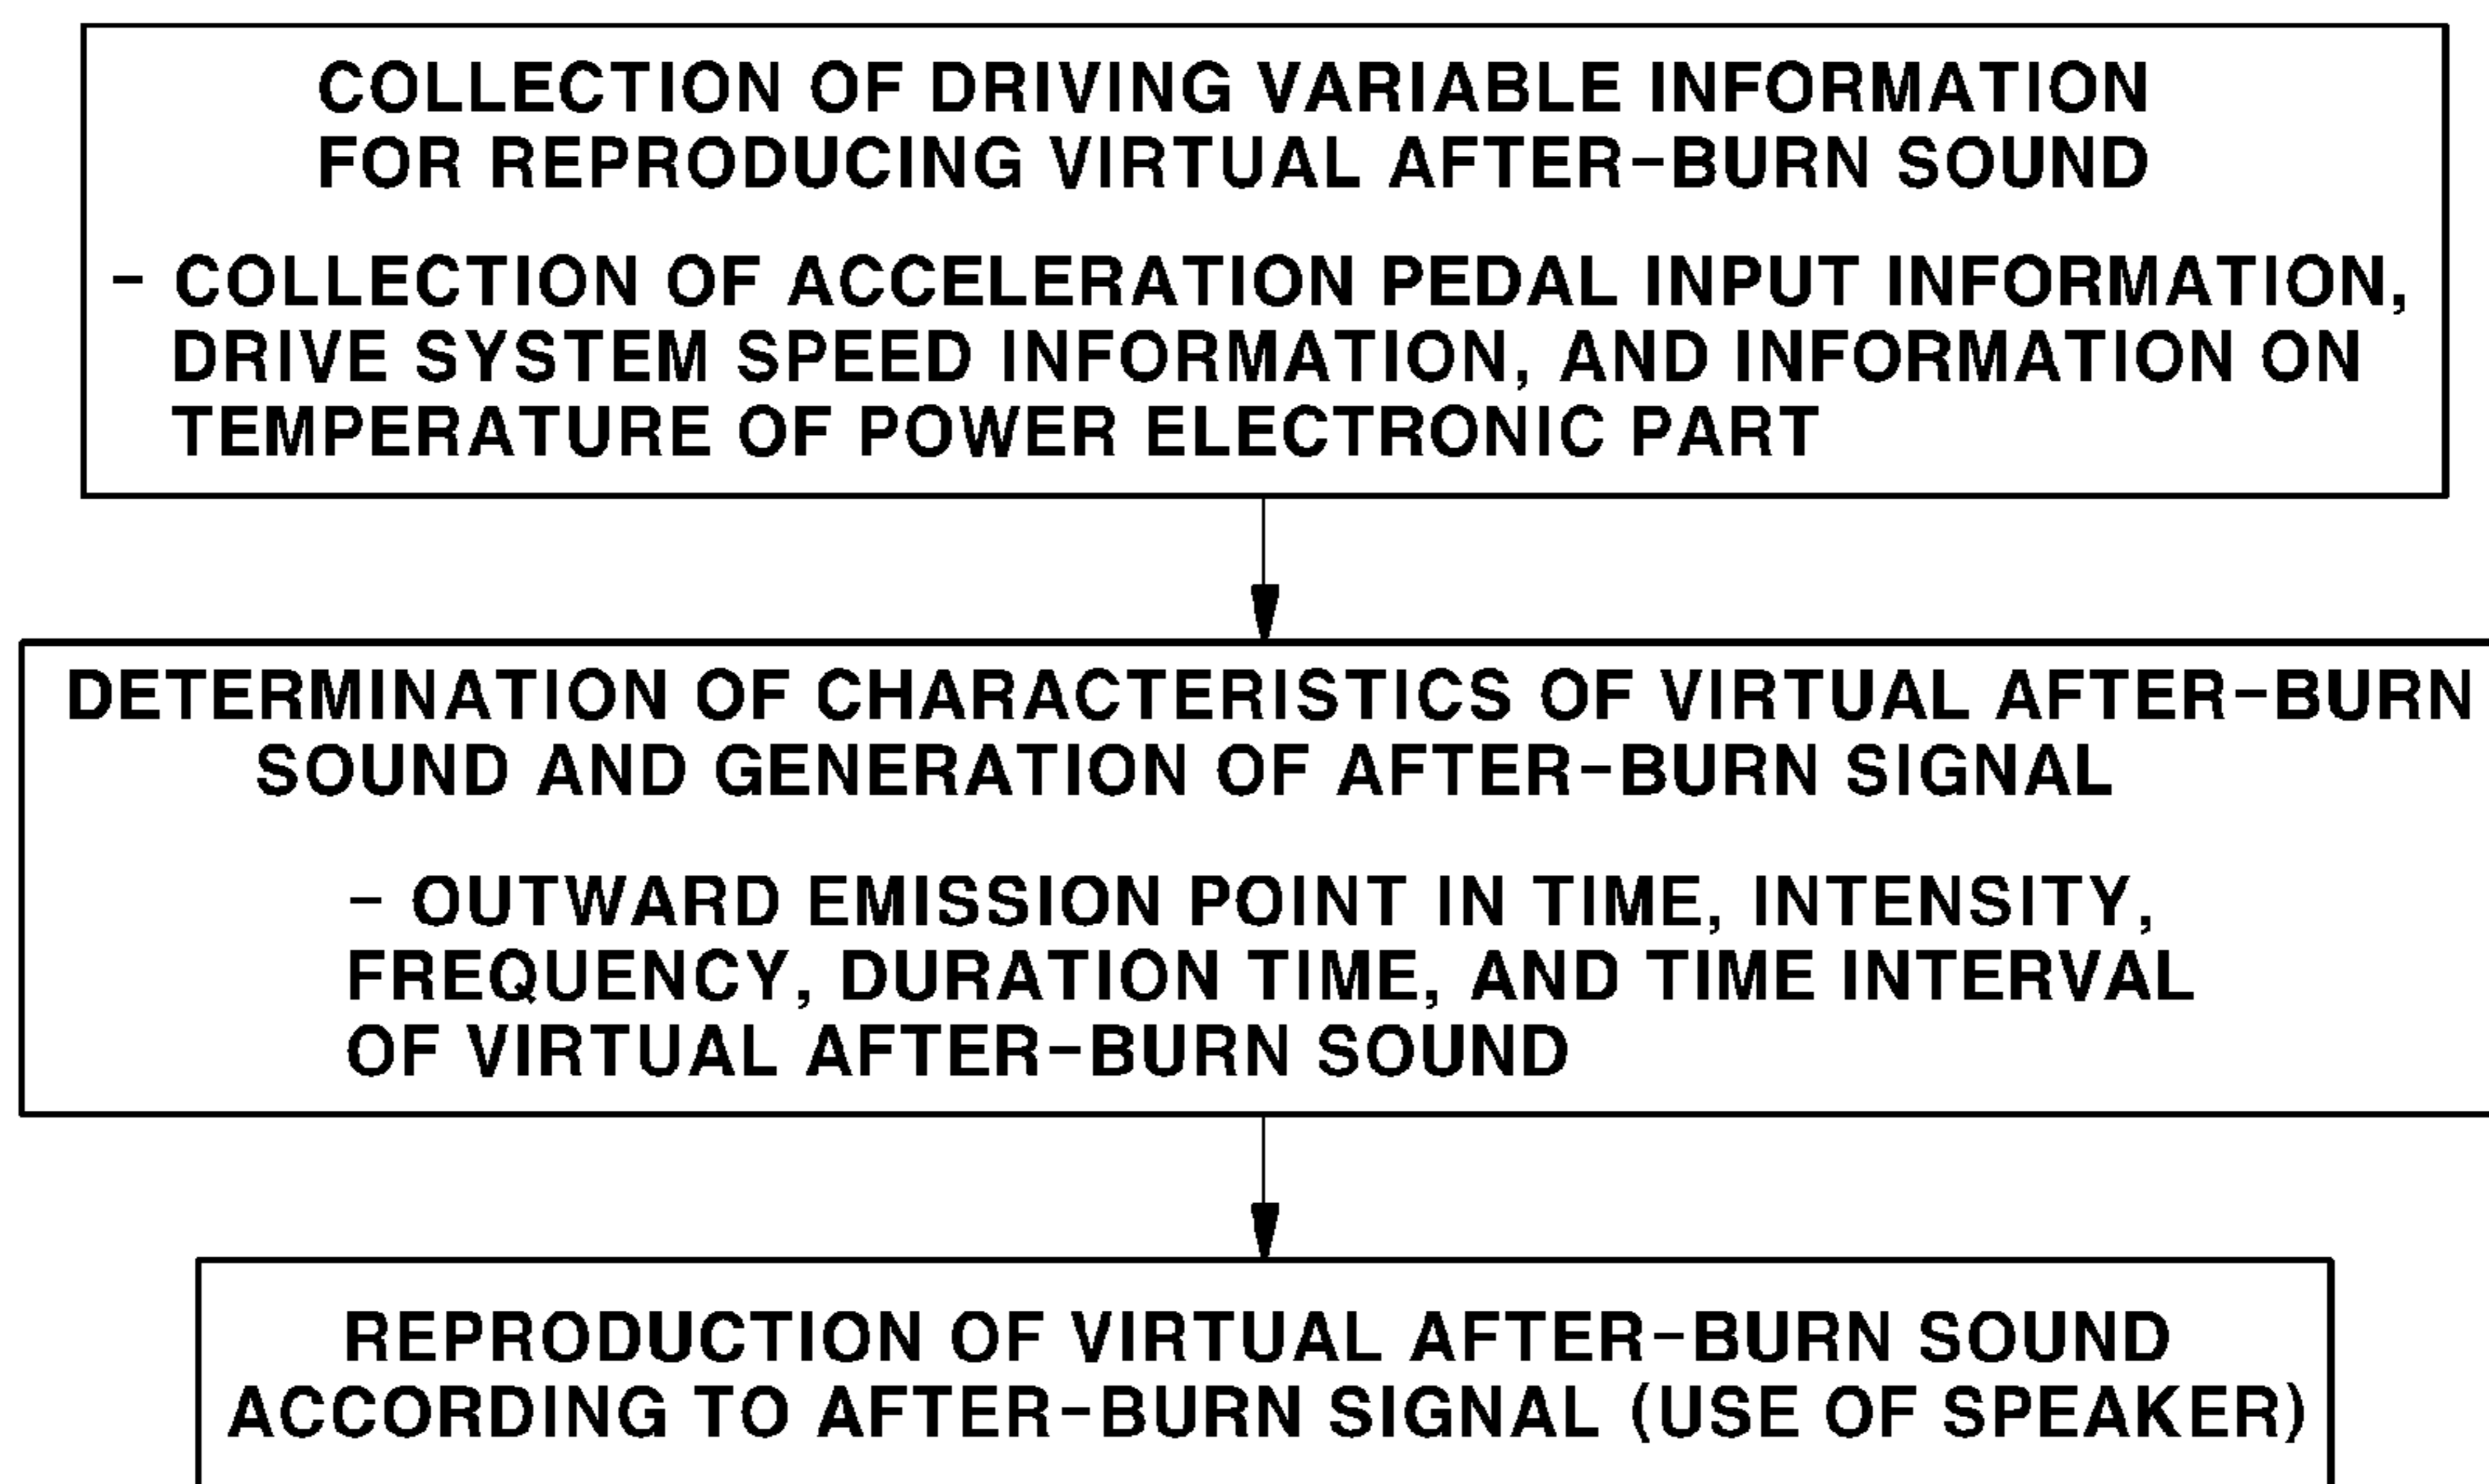 COLLECTION OF DRIVING VARIABLE INFORMATION
FOR REPRODUCING VIRTUAL AFTER-BURN SOUND
- COLLECTION OF ACCELERATION PEDAL INPUT INFORMATION,
DRIVE SYSTEM SPEED INFORMATION, AND INFORMATION ON
TEMPERATURE OF POWER ELECTRONIC PART
DETERMINATION OF CHARACTERISTICS OF VIRTUAL AFTER-BURN
SOUND AND GENERATION OF AFTER-BURN SIGNAL
- OUTWARD EMISSION POINT IN TIME, INTENSITY,
FREQUENCY, DURATION TIME, AND TIME INTERVAL
OF VIRTUAL AFTER-BURN SOUND
REPRODUCTION OF VIRTUAL AFTER-BURN SOUND
ACCORDING TO AFTER-BURN SIGNAL (USE OF SPEAKER)